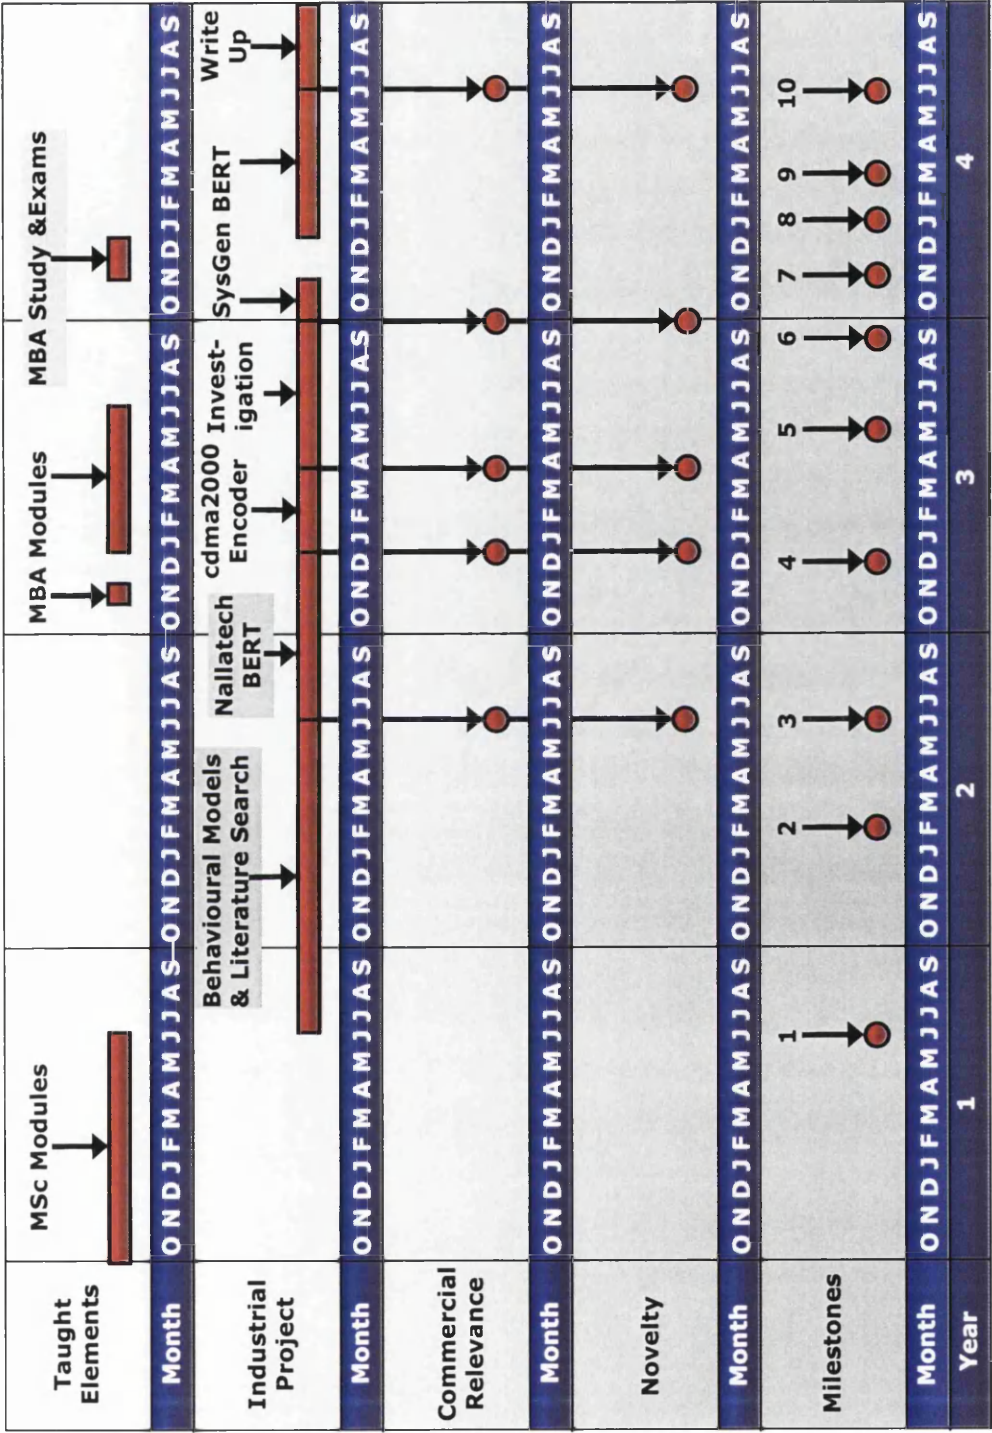 Taught
Elements
MSc Modules
MBA Modules
MBA Study &Exams
Month
O N D J F M A M J J A S O N D J F M A M J J A S O N D J F M A M J J A S O N D J F M A M J J A S
Industrial
Project
Behavioural Models
& Literature Search
Nallatech
BERT
cdma2000
Encoder
Invest-
igation
SysGen BERT
Write
Up
Month
O N D J F M A M J J A S O N D J F M A M J J A S O N D J F M A M J J A S O N D J F M A M J J A S
Commercial
Relevance
Month
O N D J F M A M J J A S O N D J F M A M J J A S O N D J F M A M J J A S O N D J F M A M J J A S
Novelty
Month
O N D J F M A M J J A S O N D J F M A M J J A S O N D J F M A M J J A S O N D J F M A M J J A S
Milestones
1 2 3 4 5 6 7 8 9 10
Month
O N D J F M A M J J A S O N D J F M A M J J A S O N D J F M A M J J A S O N D J F M A M J J A S
Year
1 2 3 4